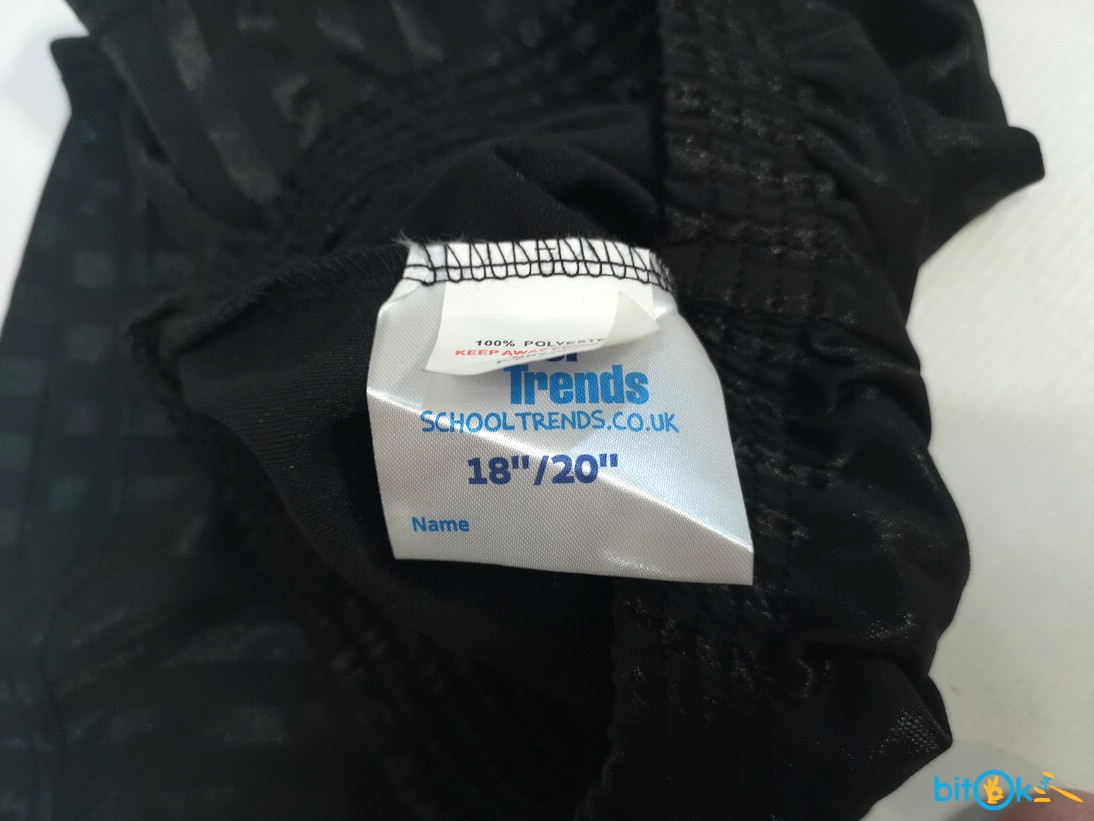 100% POLYESTE
KEEP AWAY
Trends
SCHOOLTRENDS.CO.UK
18"/20"
Name
bitOk